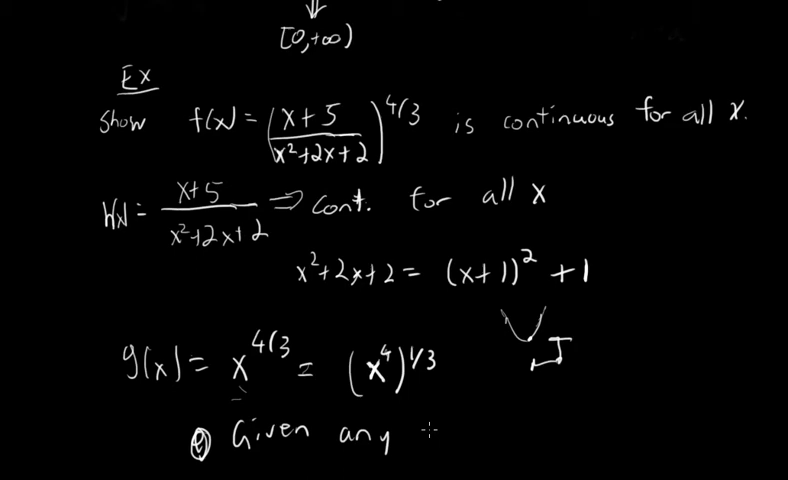 [0,+∞)
Ex
Show f(x) = ((x+5)/(x²+2x+2))^4/3 is continuous for all x.
h(x) = (x+5)/(x²+2x+2) ⇒ cont. for all x
x²+2x+2 = (x+1)² + 1
g(x) = x^4/3 = (x⁴)^1/3
Given any